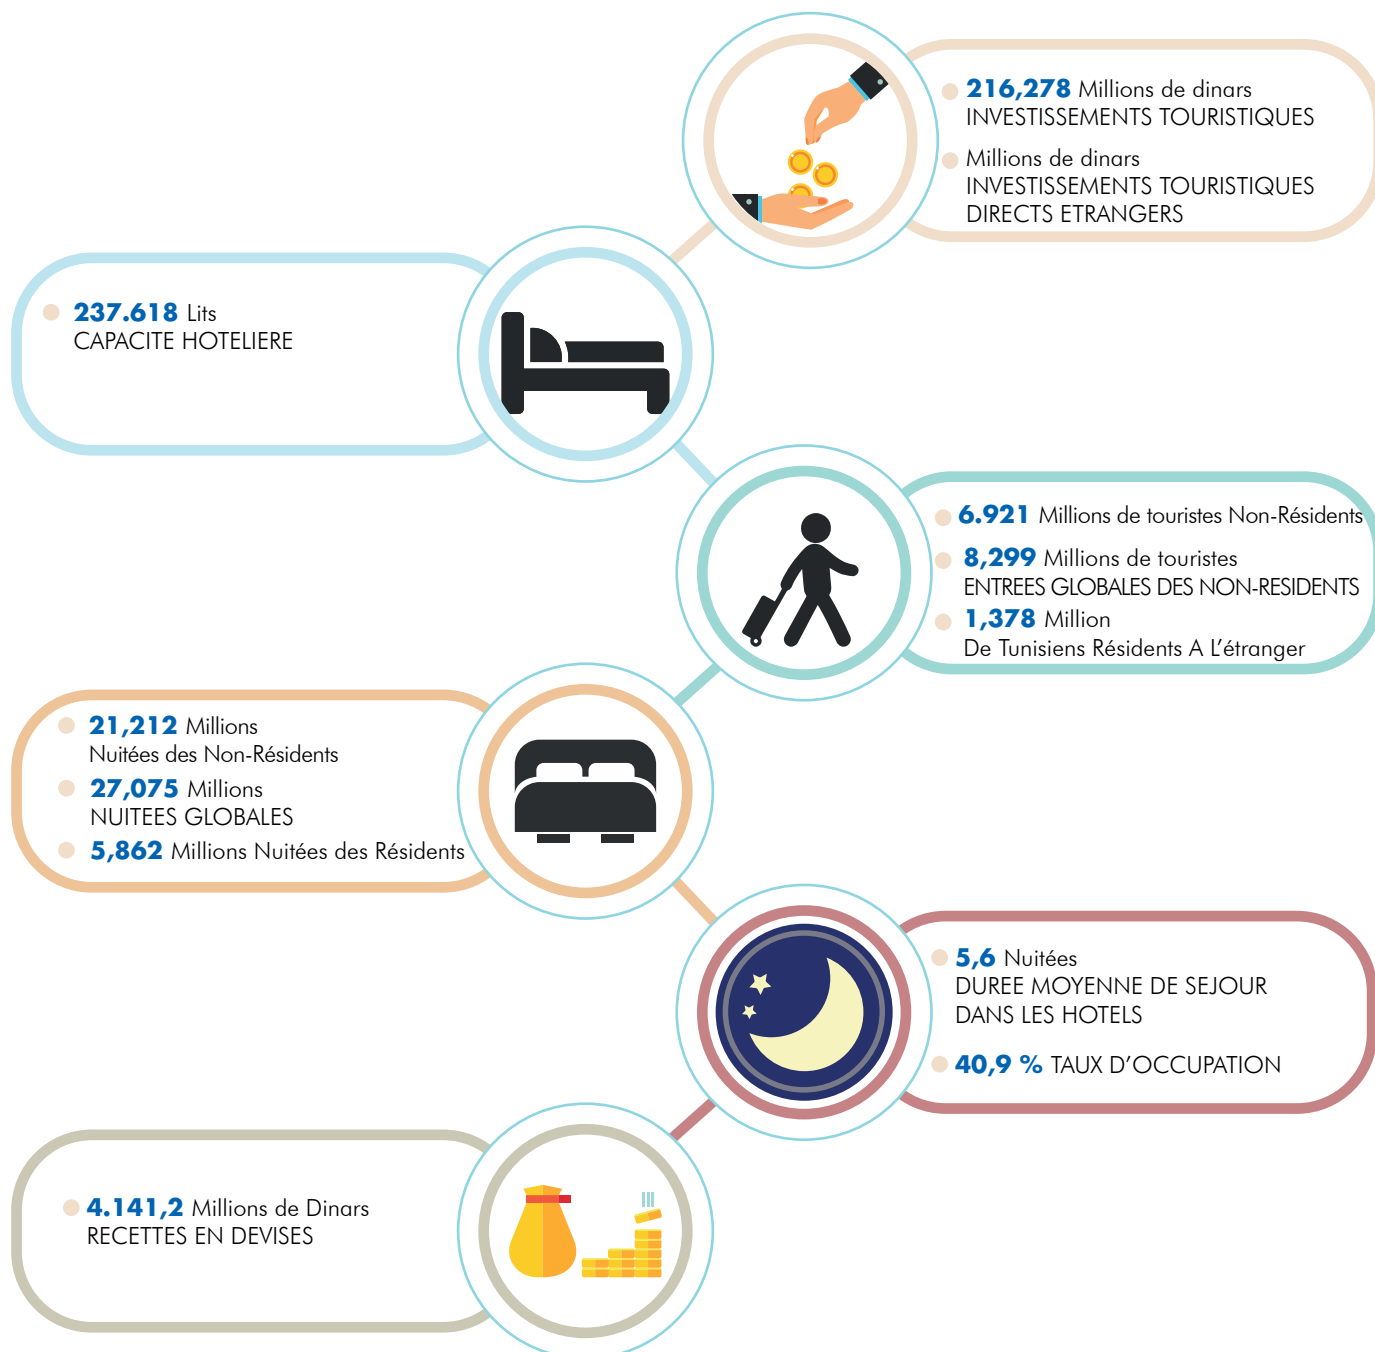 216,278 Millions de dinars
INVESTISSEMENTS TOURISTIQUES
Millions de dinars
INVESTISSEMENTS TOURISTIQUES
DIRECTS ETRANGERS
237.618 Lits
CAPACITE HOTELIERE
6.921 Millions de touristes Non-Résidents
8,299 Millions de touristes
ENTREES GLOBALES DES NON-RESIDENTS
1,378 Million
De Tunisiens Résidents A L'étranger
21,212 Millions
Nuitées des Non-Résidents
27,075 Millions
NUITEES GLOBALES
5,862 Millions Nuitées des Résidents
5,6 Nuitées
DUREE MOYENNE DE SEJOUR
DANS LES HOTELS
40,9 % TAUX D'OCCUPATION
4.141,2 Millions de Dinars
RECETTES EN DEVISES